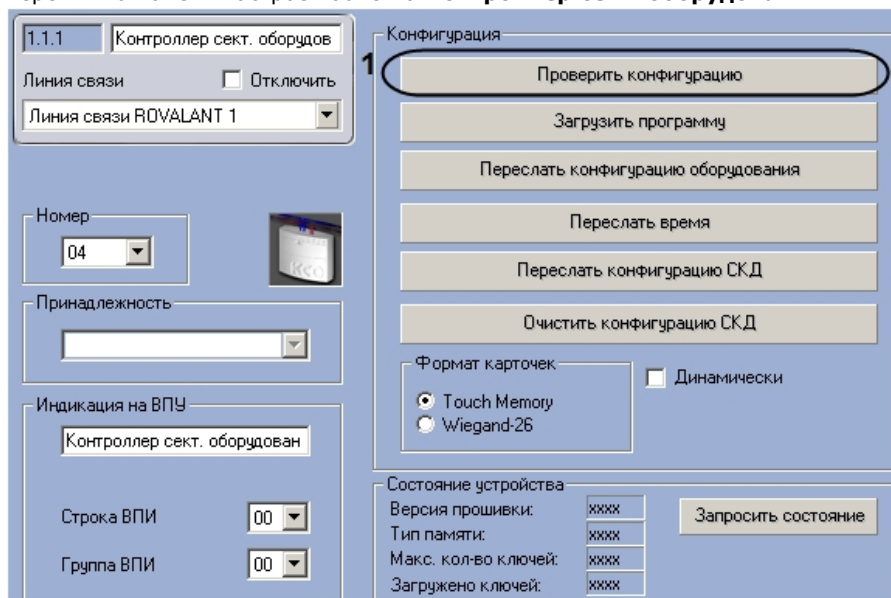 1.1.1
Контроллер сект. оборудов
Линия связи
Отключить
Линия связи ROVALANT 1
Номер
04
КСО
Принадлежность
Индикация на ВПУ
Контроллер сект. оборудован
Строка ВПИ
00
Группа ВПИ
00
Конфигурация
1
Проверить конфигурацию
Загрузить программу
Переслать конфигурацию оборудования
Переслать время
Переслать конфигурацию СКД
Очистить конфигурацию СКД
Формат карточек
Touch Memory
Wiegand-26
Динамически
Состояние устройства
Версия прошивки:
xxxx
Запросить состояние
Тип памяти:
xxxx
Макс. кол-во ключей:
xxxx
Загружено ключей:
xxxx